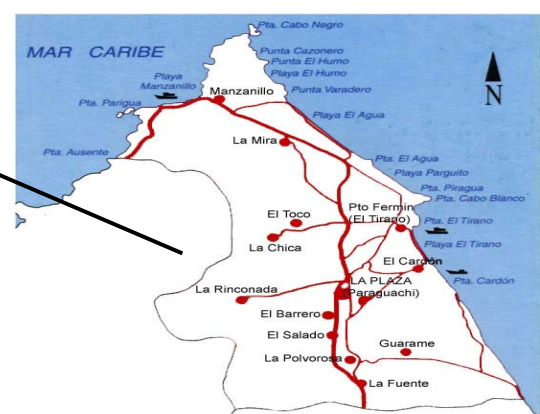 Pta. Cabo Negro
MAR CARIBE
Punta Cazonero
Punta El Humo
Playa El Humo
Playa
Manzanillo
Manzanillo
Punta Varadero
N
Pta. Parigua
Playa El Agua
La Mira
Pta. Ausente
Pta. El Agua
Playa Parguito
Pta. Piragua
Pta. Cabo Blanco
Pto Fermin
(El Tirano)
El Toco
Pta. El Tirano
La Chica
Playa El Tirano
El Cardón
Pta. Cardón
LA PLAZA
(Paraguachi)
La Rinconada
El Barrero
El Salado
Guarame
La Polvorosa
La Fuente